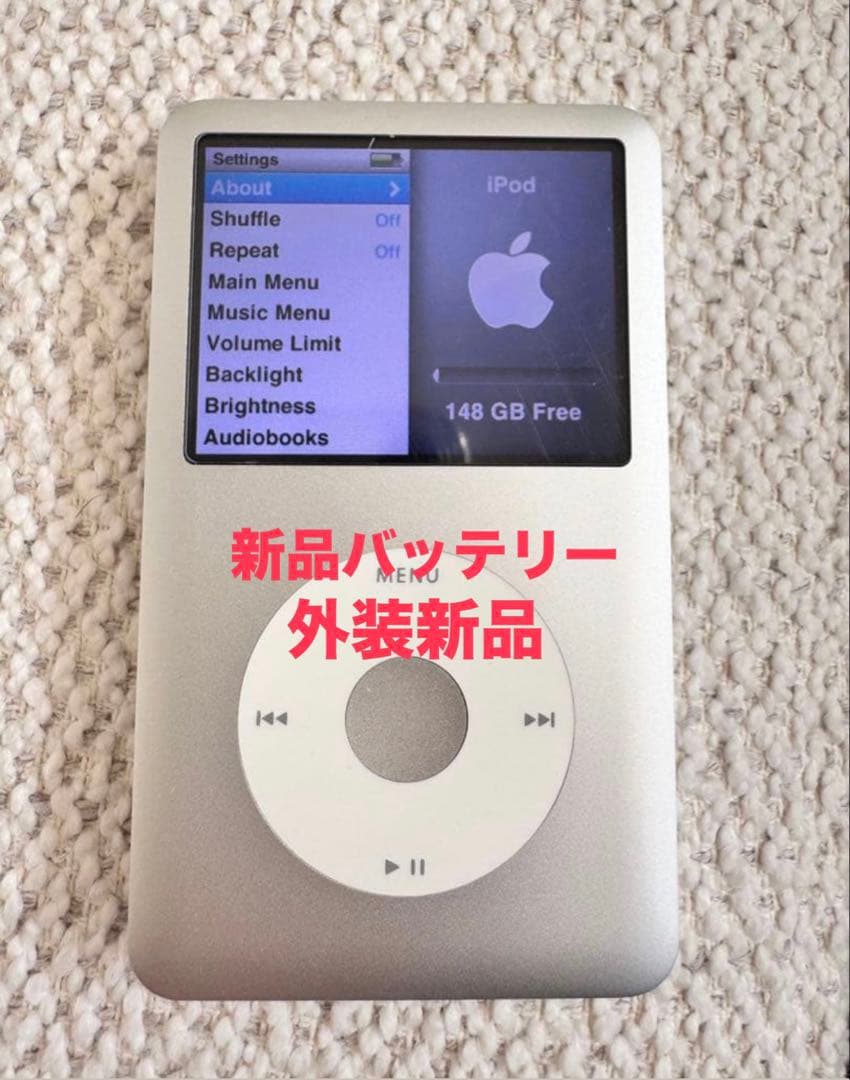 Settings
About
Shuffle Off
Repeat Off
Main Menu
Music Menu
Volume Limit
Backlight
Brightness
Audiobooks
iPod
148 GB Free
新品バッテリー
MENU
外装新品